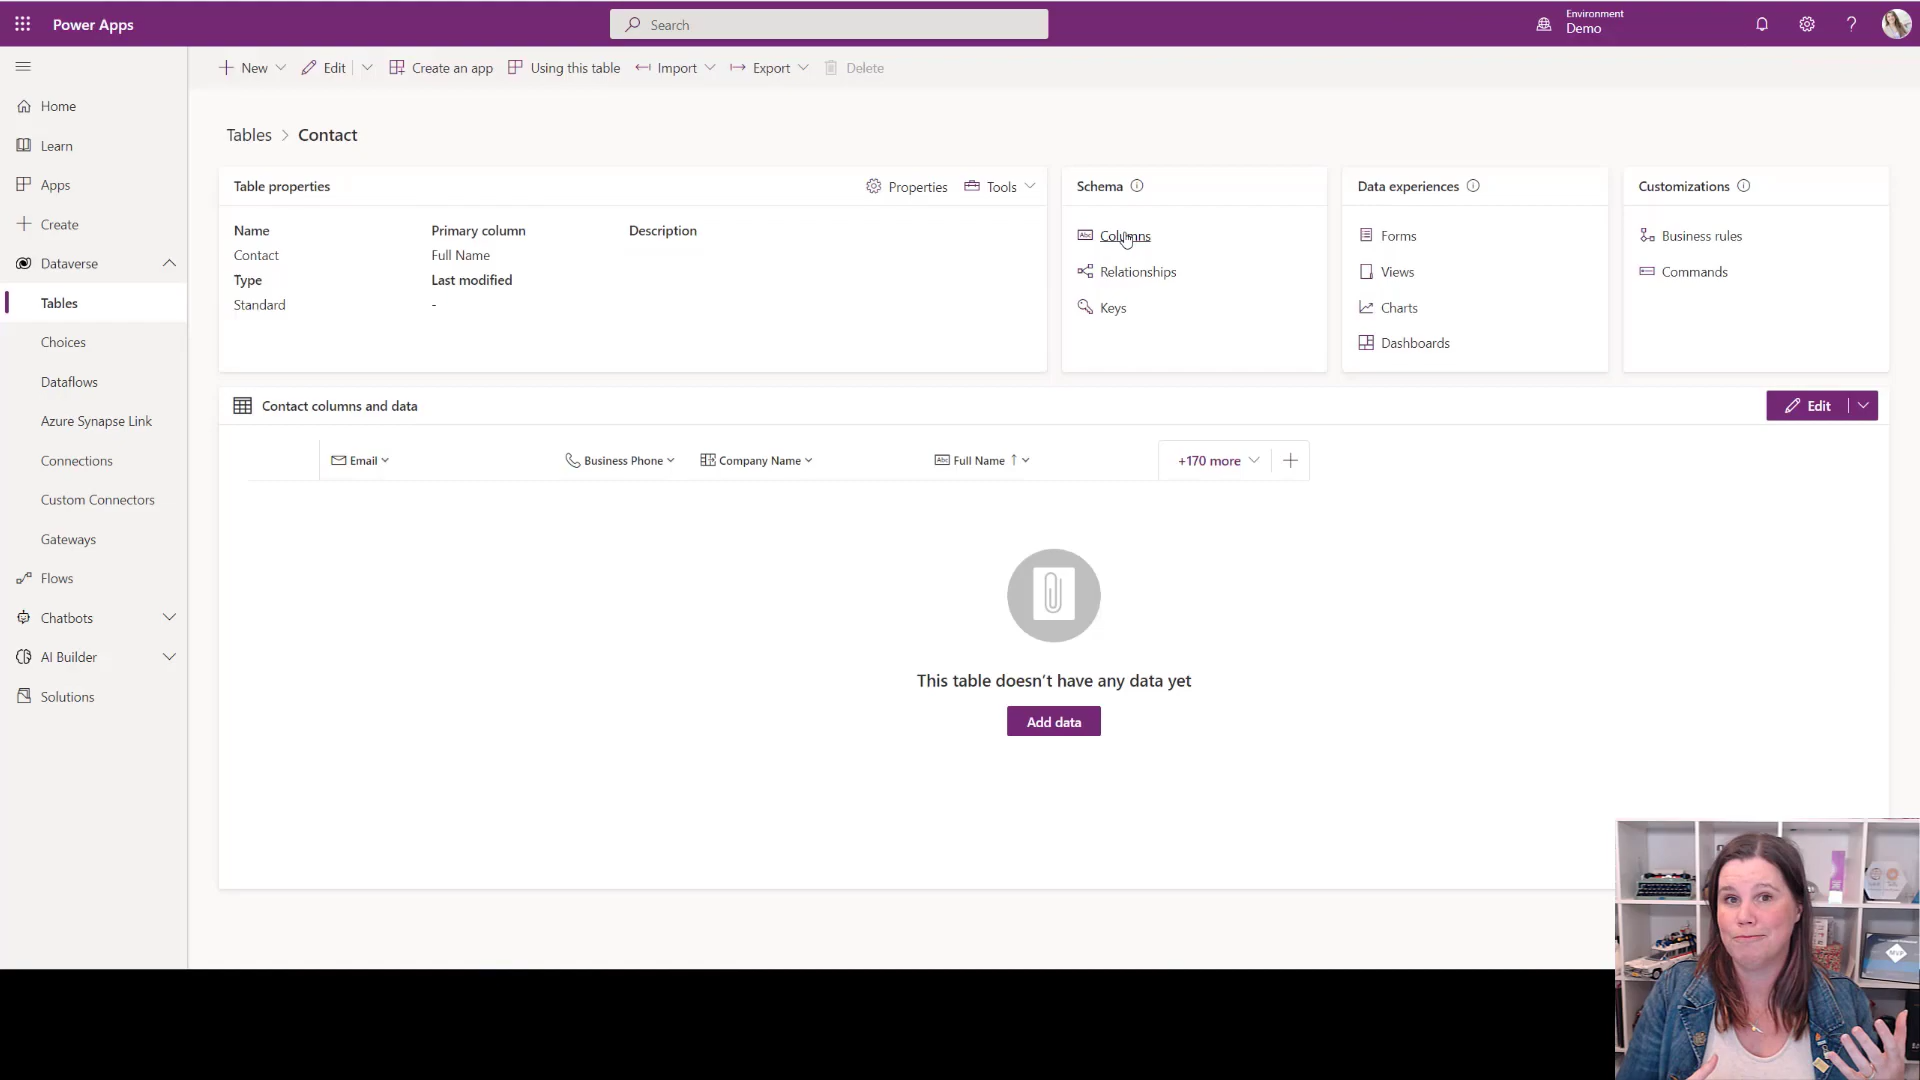 Power Apps
Search
Environment
Demo
New
Edit
Create an app
Using this table
Import
Export
Delete
Home
Learn
Apps
Create
Dataverse
Tables
Choices
Dataflows
Azure Synapse Link
Connections
Custom Connectors
Gateways
Flows
Chatbots
AI Builder
Solutions
Tables > Contact
Table properties
Properties
Tools
Name
Primary column
Description
Contact
Full Name
Type
Last modified
Standard
-
Schema
Columns
Relationships
Keys
Data experiences
Forms
Views
Charts
Dashboards
Customizations
Business rules
Commands
Contact columns and data
Edit
Email
Business Phone
Company Name
Abc Full Name ↑
+170 more
This table doesn't have any data yet
Add data